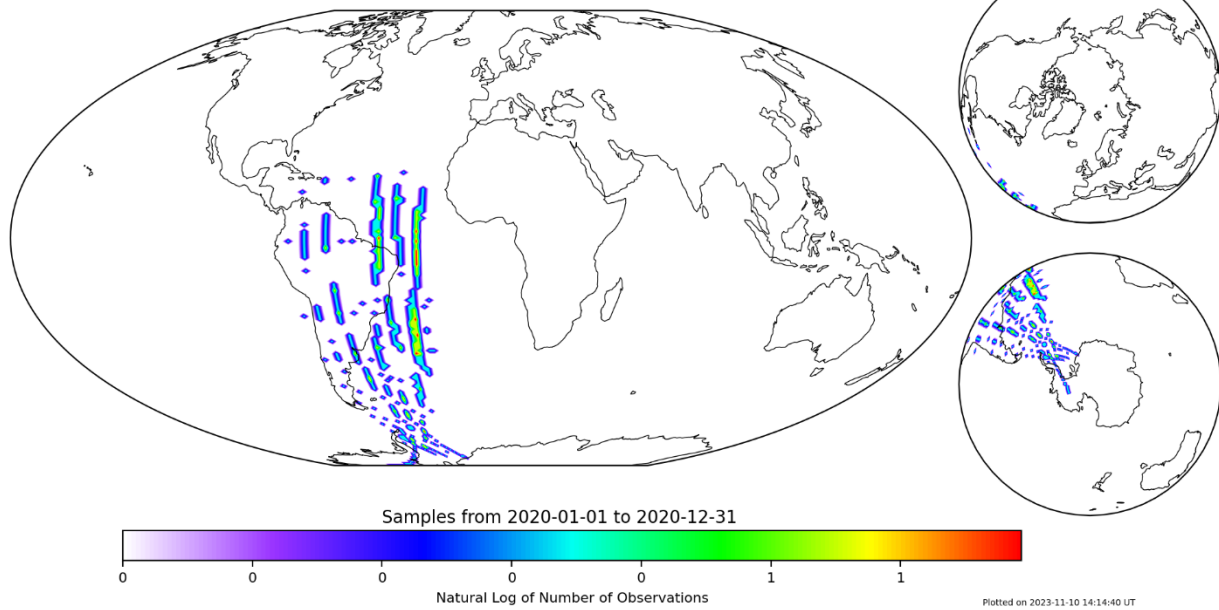 Samples from 2020-01-01 to 2020-12-31
0 0 0 0 0 1 1
Natural Log of Number of Observations
Plotted on 2023-11-10 14:14:40 UT